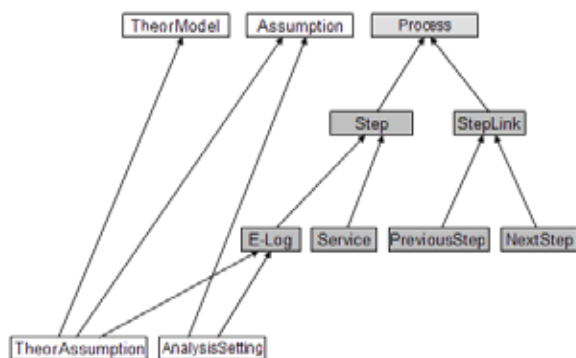 TheorModel Assumption Process
Step StepLink
E-Log Service PreviousStep NextStep
TheorAssumption AnalysisSetting